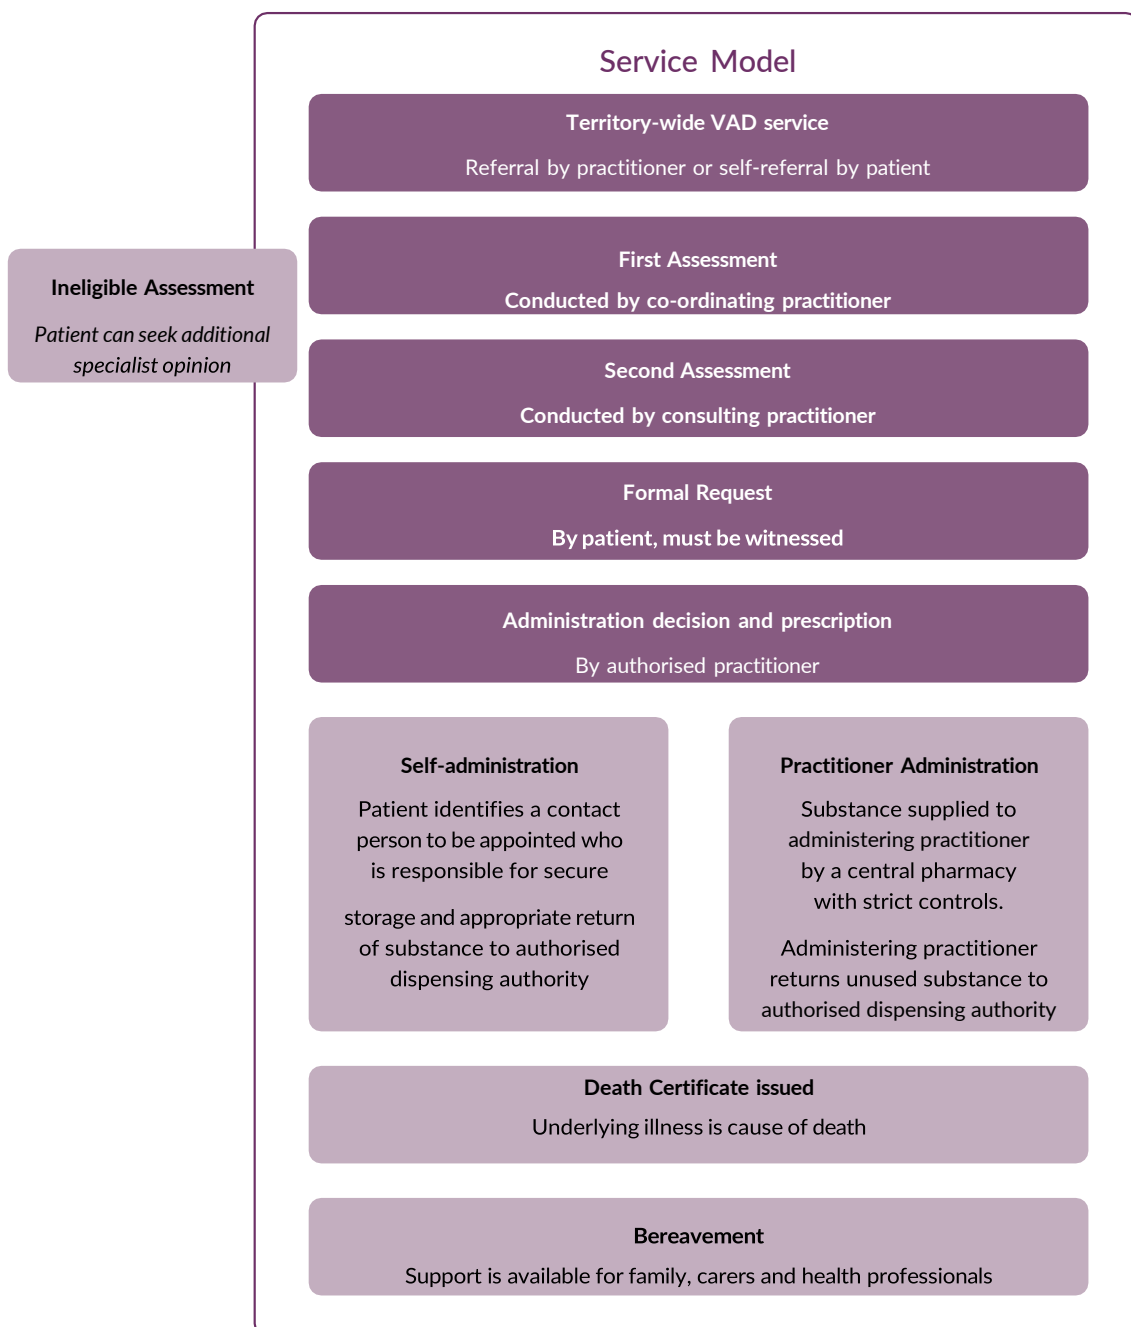 Service Model
Territory-wide VAD service
Referral by practitioner or self-referral by patient
First Assessment
Conducted by co-ordinating practitioner
Ineligible Assessment
Patient can seek additional
specialist opinion
Second Assessment
Conducted by consulting practitioner
Formal Request
By patient, must be witnessed
Administration decision and prescription
By authorised practitioner
Self-administration
Patient identifies a contact
person to be appointed who
is responsible for secure
storage and appropriate return
of substance to authorised
dispensing authority
Practitioner Administration
Substance supplied to
administering practitioner
by a central pharmacy
with strict controls.
Administering practitioner
returns unused substance to
authorised dispensing authority
Death Certificate issued
Underlying illness is cause of death
Bereavement
Support is available for family, carers and health professionals